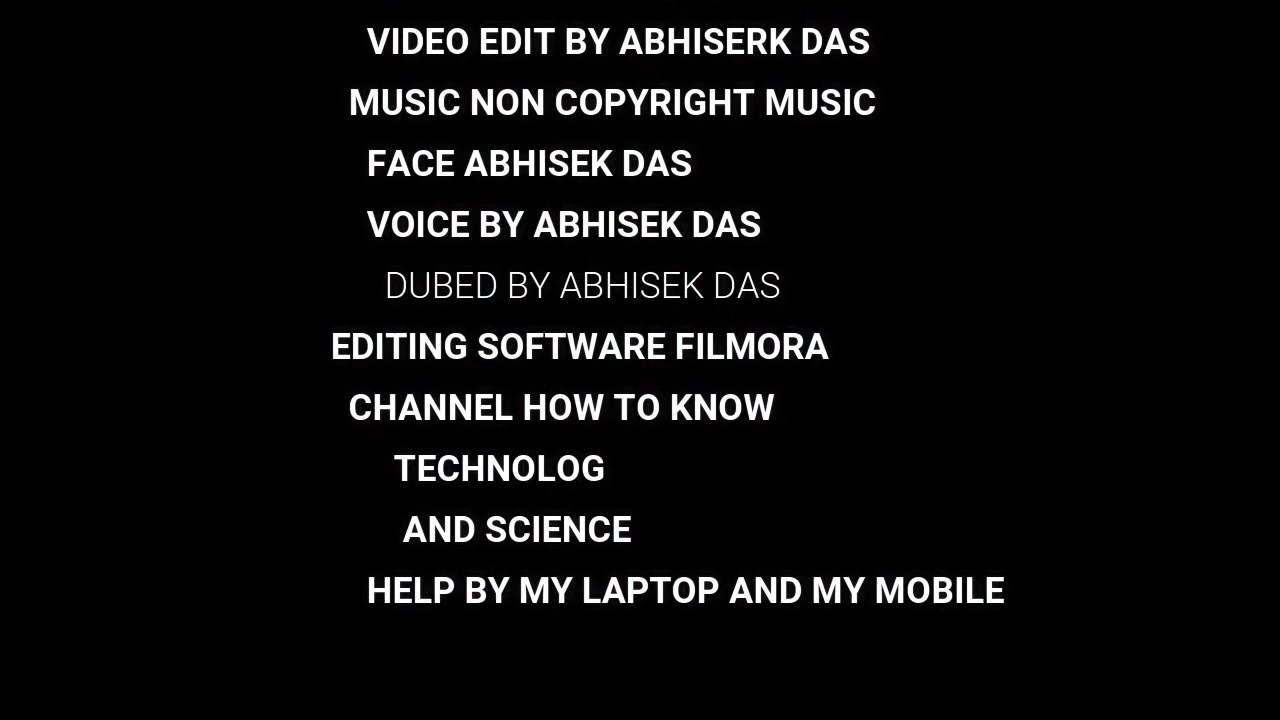 VIDEO EDIT BY ABHISERK DAS
MUSIC NON COPYRIGHT MUSIC
FACE ABHISEK DAS
VOICE BY ABHISEK DAS
DUBED BY ABHISEK DAS
EDITING SOFTWARE FILMORA
CHANNEL HOW TO KNOW
TECHNOLOG
AND SCIENCE
HELP BY MY LAPTOP AND MY MOBILE